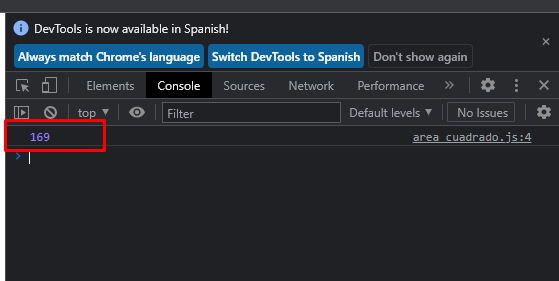 DevTools is now available in Spanish!
Always match Chrome's language Switch DevTools to Spanish Don't show again
Elements Console Sources Network Performance
top Filter Default levels No Issues
169 area_cuadrado.js:4